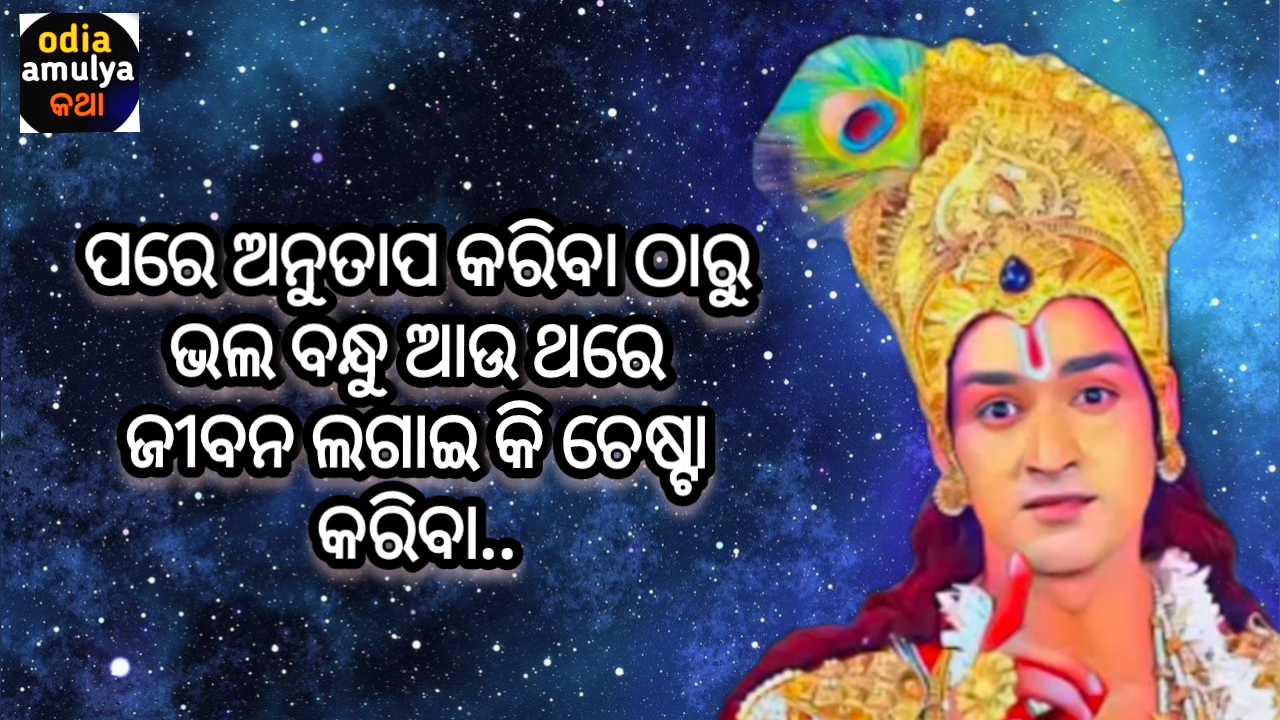 odia
amulya
କଥା
ପରେ ଅନୁତାପ କରିବା ଠାରୁ
ଭଲ ବନ୍ଧୁ ଆଉ ଥରେ
ଜୀବନ ଲଗାଇ କି ଚେଷ୍ଟା
କରିବା..